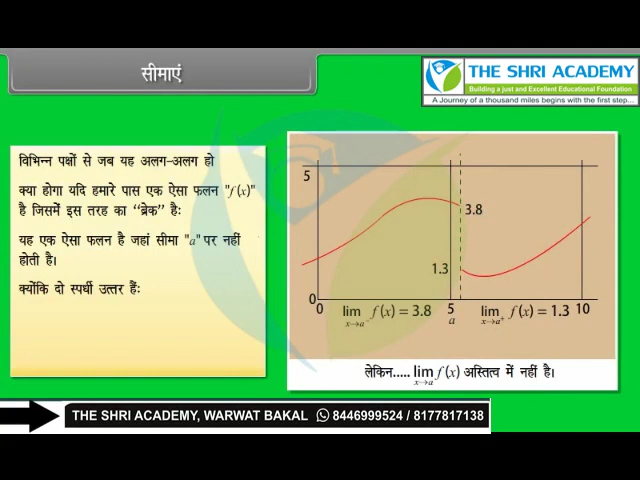 सीमाएं
THE SHRI ACADEMY
Building a just and Excellent Educational Foundation
A Journey of a thousand miles begins with the first step...
विभिन्न पक्षों से जब यह अलग-अलग हो
क्या होगा यदि हमारे पास एक ऐसा फलन "f(x)"
है जिसमें इस तरह का “ब्रेक” हैः
यह एक ऐसा फलन है जहां सीमा "a" पर नहीं
होती है।
क्योंकि दो स्पर्धी उत्तर हैंः
5
3.8
1.3
0
0 5 10
a
lim f(x) = 3.8 lim f(x) = 1.3
x→a⁻ x→a⁺
लेकिन..... lim f(x) अस्तित्व में नहीं है।
x→a
THE SHRI ACADEMY, WARWAT BAKAL 8446999524 / 8177817138